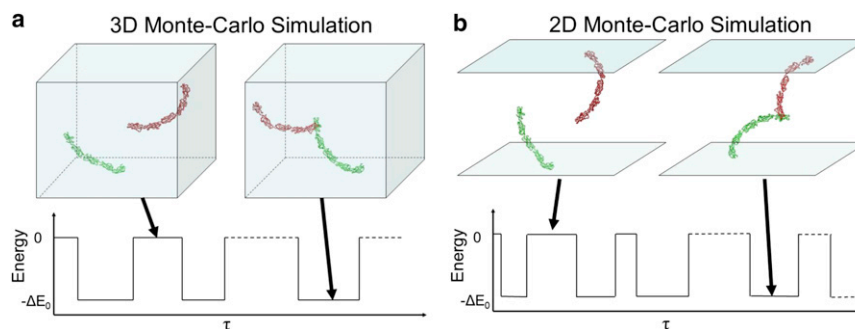 a 3D Monte-Carlo Simulation
Energy
0
-ΔE₀
τ
b 2D Monte-Carlo Simulation
Energy
0
-ΔE₀
τ